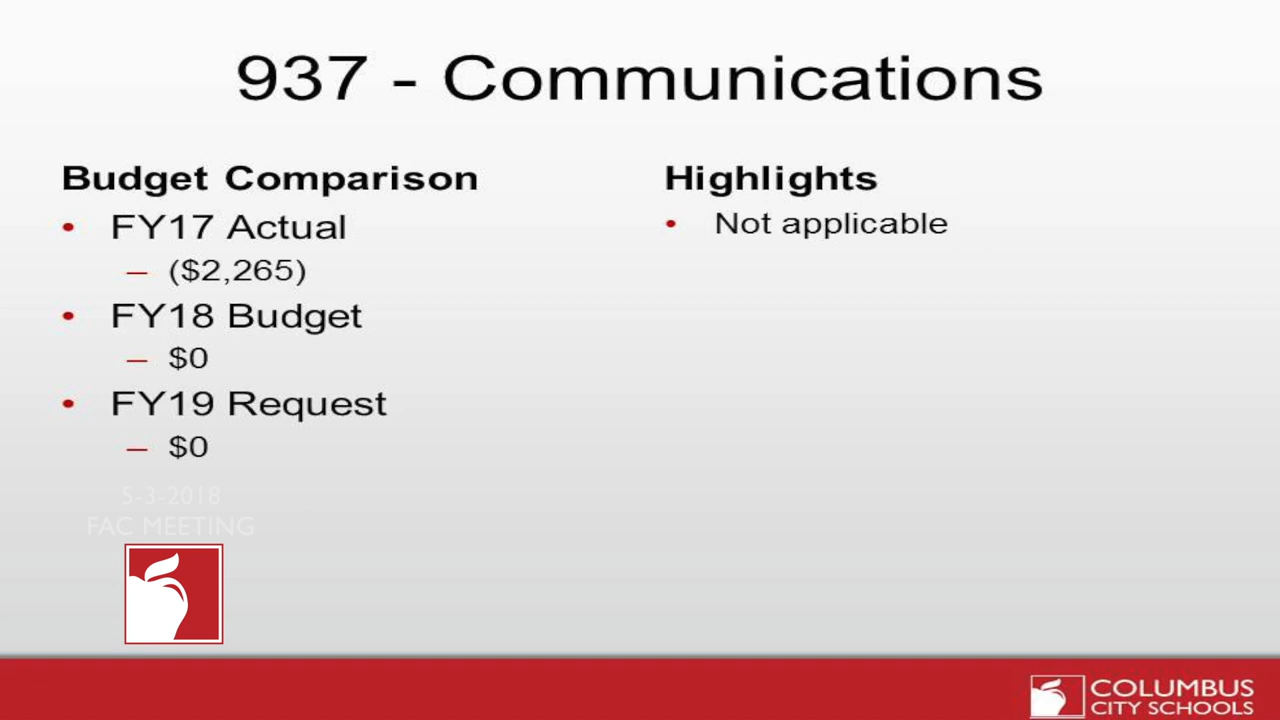 937 - Communications
Budget Comparison
• FY17 Actual
– ($2,265)
• FY18 Budget
– $0
• FY19 Request
– $0
Highlights
• Not applicable
5-3-2018
FAC MEETING
COLUMBUS
CITY SCHOOLS